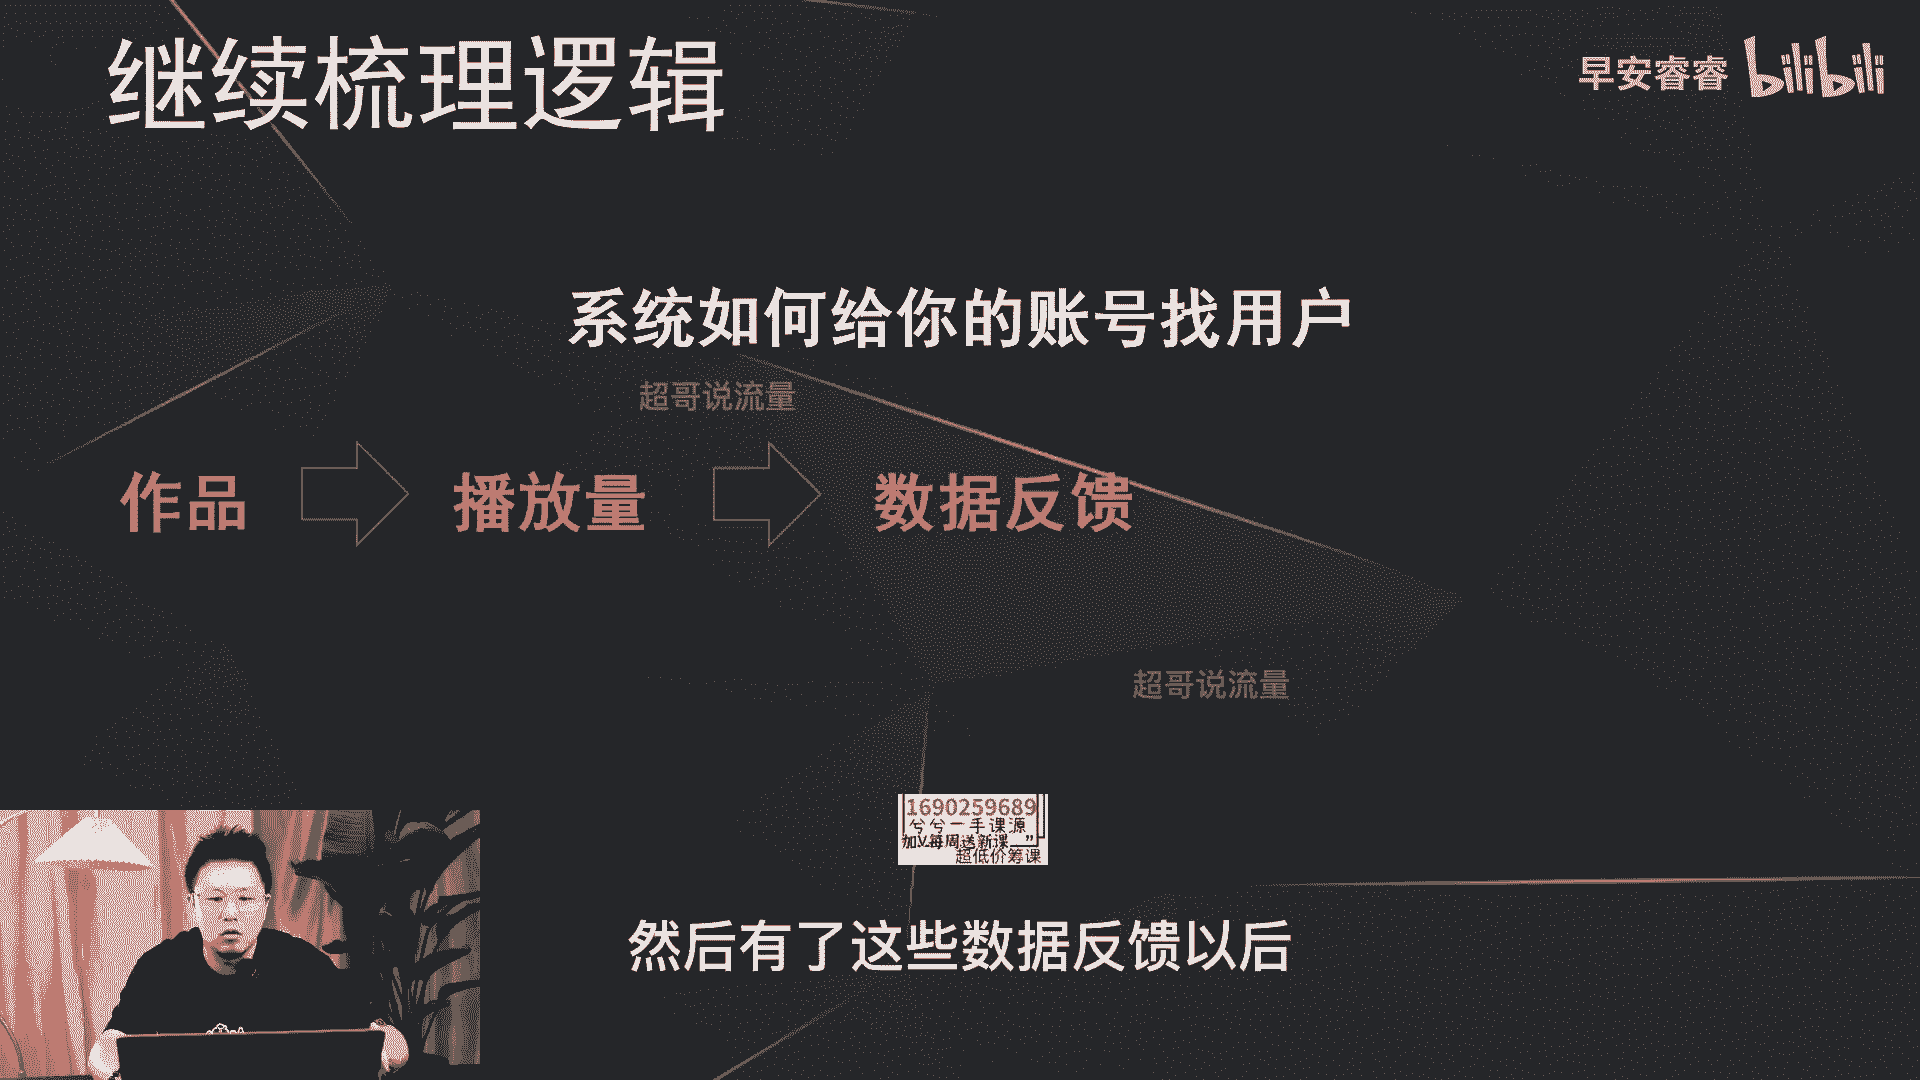 继续梳理逻辑
早安睿睿 bilibili
系统如何给你的账号找用户
超哥说流量
作品 播放量 数据反馈
超哥说流量
1690259689
兮兮一手课源
加V每周送新课
超低价筹课
然后有了这些数据反馈以后